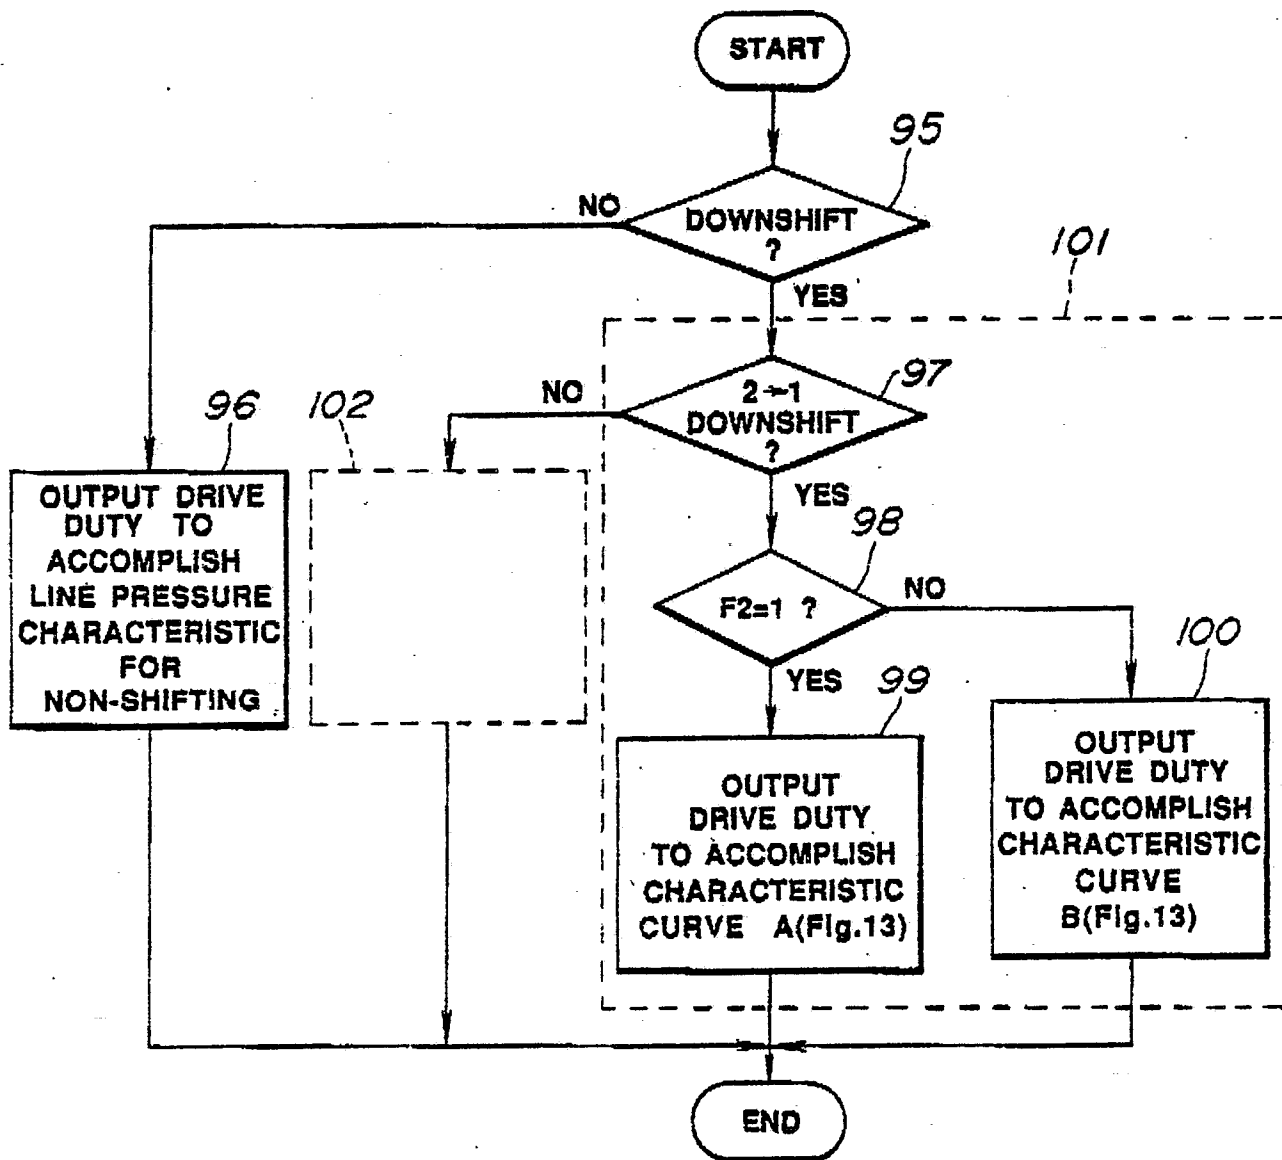 START
95
NO
DOWNSHIFT
?
101
YES
97
NO
2→1
DOWNSHIFT
?
96
102
YES
98
OUTPUT DRIVE
DUTY TO
ACCOMPLISH
LINE PRESSURE
CHARACTERISTIC
FOR
NON-SHIFTING
F2=1 ?
NO
100
YES
99
OUTPUT
DRIVE DUTY
TO ACCOMPLISH
CHARACTERISTIC
CURVE A(Fig.13)
OUTPUT
DRIVE DUTY
TO ACCOMPLISH
CHARACTERISTIC
CURVE
B(Fig.13)
END